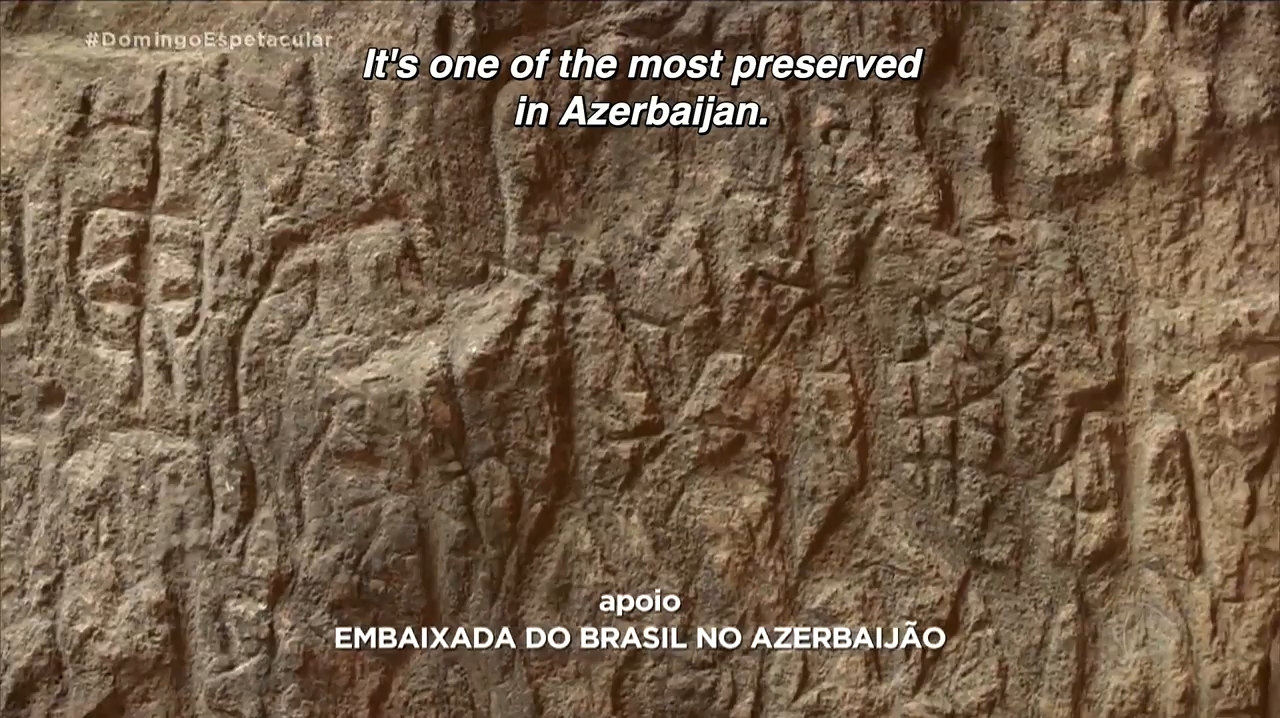 #DomingoEspetacular
It's one of the most preserved
in Azerbaijan.
apoio
EMBAIXADA DO BRASIL NO AZERBAIJÃO